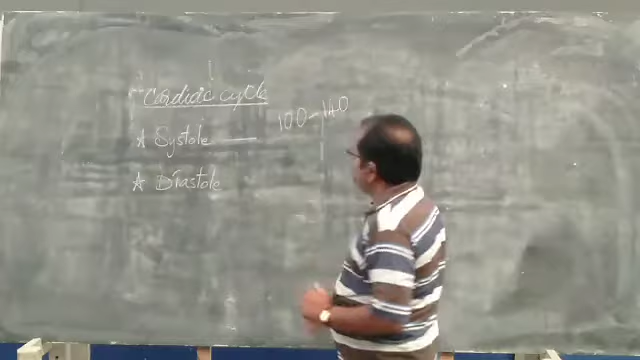 Cardiac cycle
* Systole — 100-140
* Diastole